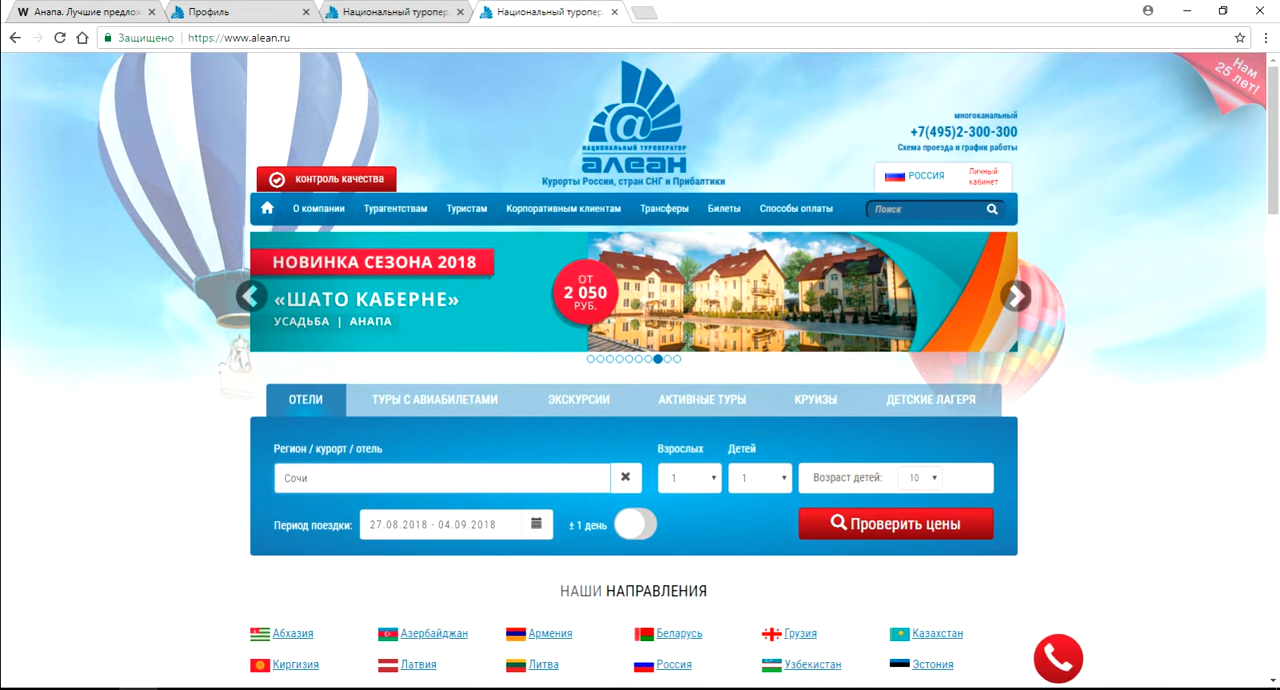 W Анапа. Лучшие предло
Профиль
Национальный туропер
Национальный туропер
Защищено
https://www.alean.ru
Нам
25 лет!
НАЦИОНАЛЬНЫЙ ТУРОПЕРАТОР
алеан
Курорты России, стран СНГ и Прибалтики
многоканальный
+7(495)2-300-300
Схема проезда и график работы
контроль качества
РОССИЯ
Личный
кабинет
О компании Турагентствам Туристам Корпоративным клиентам Трансферы Билеты Способы оплаты Поиск
НОВИНКА СЕЗОНА 2018
«ШАТО КАБЕРНЕ»
УСАДЬБА | АНАПА
ОТ
2 050
РУБ.
ОТЕЛИ ТУРЫ С АВИАБИЛЕТАМИ ЭКСКУРСИИ АКТИВНЫЕ ТУРЫ КРУИЗЫ ДЕТСКИЕ ЛАГЕРЯ
Регион / курорт / отель Взрослых Детей
Сочи 1 1 Возраст детей: 10
Период поездки: 27.08.2018 - 04.09.2018 ± 1 день Проверить цены
НАШИ НАПРАВЛЕНИЯ
Абхазия Азербайджан Армения Беларусь Грузия Казахстан
Киргизия Латвия Литва Россия Узбекистан Эстония